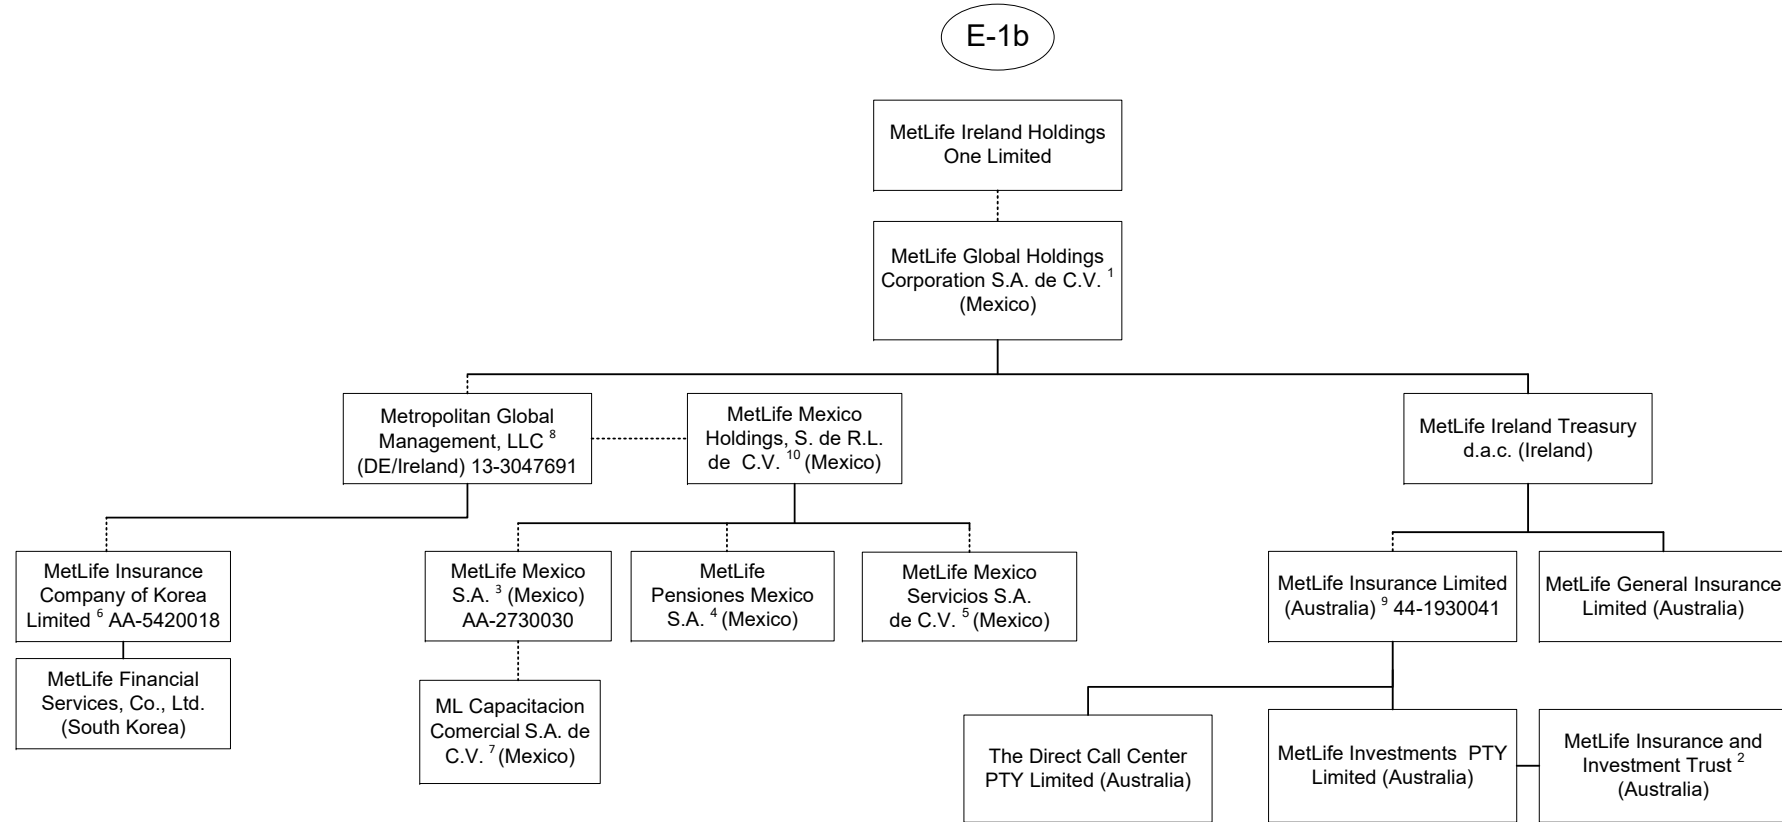 E-1b
MetLife Ireland Holdings
One Limited
MetLife Global Holdings
Corporation S.A. de C.V. 1
(Mexico)
Metropolitan Global
Management, LLC 8
(DE/Ireland) 13-3047691
MetLife Mexico
Holdings, S. de R.L.
de C.V. 10 (Mexico)
MetLife Ireland Treasury
d.a.c. (Ireland)
MetLife Insurance
Company of Korea
Limited 6 AA-5420018
MetLife Mexico
S.A. 3 (Mexico)
AA-2730030
MetLife
Pensiones Mexico
S.A. 4 (Mexico)
MetLife Mexico
Servicios S.A.
de C.V. 5 (Mexico)
MetLife Insurance Limited
(Australia) 9 44-1930041
MetLife General Insurance
Limited (Australia)
MetLife Financial
Services, Co., Ltd.
(South Korea)
ML Capacitacion
Comercial S.A. de
C.V. 7 (Mexico)
The Direct Call Center
PTY Limited (Australia)
MetLife Investments PTY
Limited (Australia)
MetLife Insurance and
Investment Trust 2
(Australia)